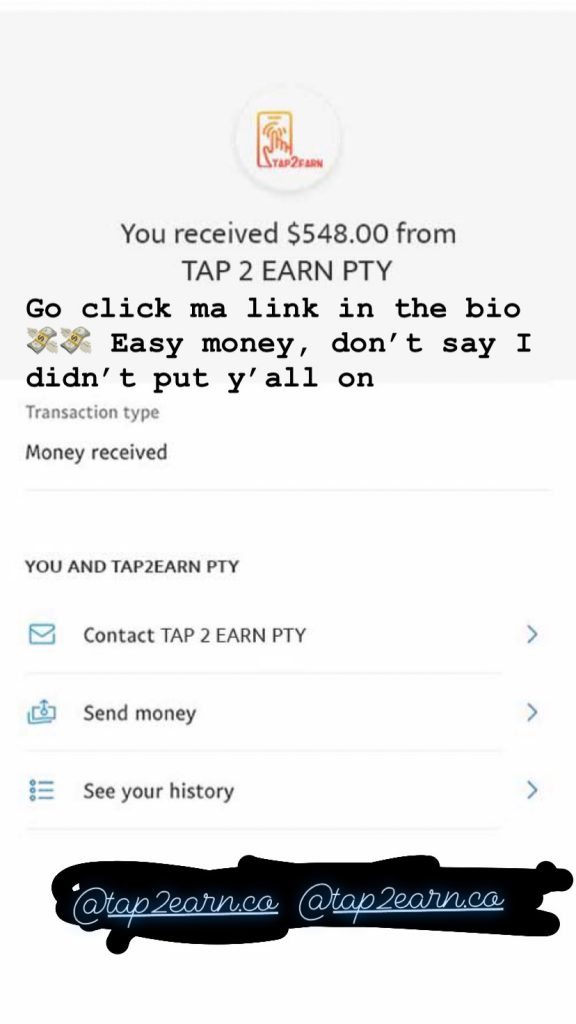 TAP2EARN
You received $548.00 from
TAP 2 EARN PTY
Go click ma link in the bio
💸💸 Easy money, don’t say I
didn’t put y’all on
Transaction type
Money received
YOU AND TAP2EARN PTY
Contact TAP 2 EARN PTY
Send money
See your history
@tap2earn.co @tap2earn.co